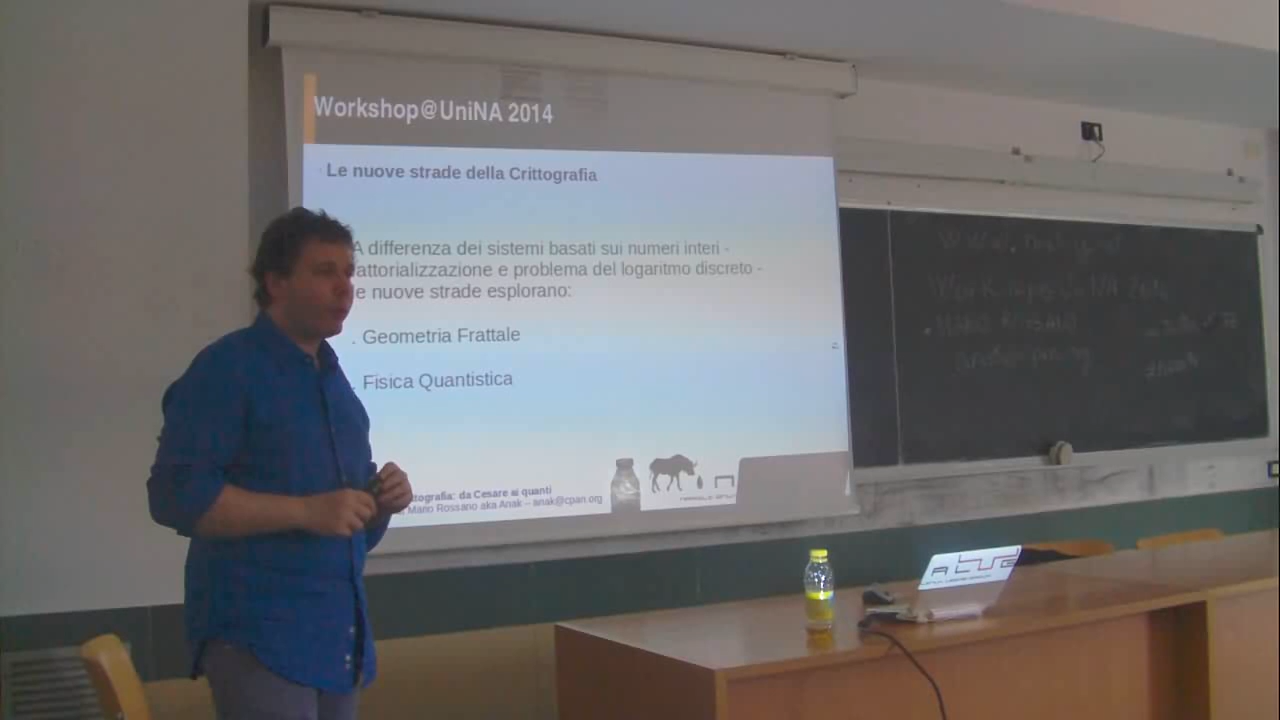 Workshop@UniNA 2014
Le nuove strade della Crittografia
A differenza dei sistemi basati sui numeri interi -
attorializzazione e problema del logaritmo discreto -
e nuove strade esplorano:
. Geometria Frattale
. Fisica Quantistica
ttografia: da Cesare ai quanti
Mario Rossano aka Anak – anak@cpan.org